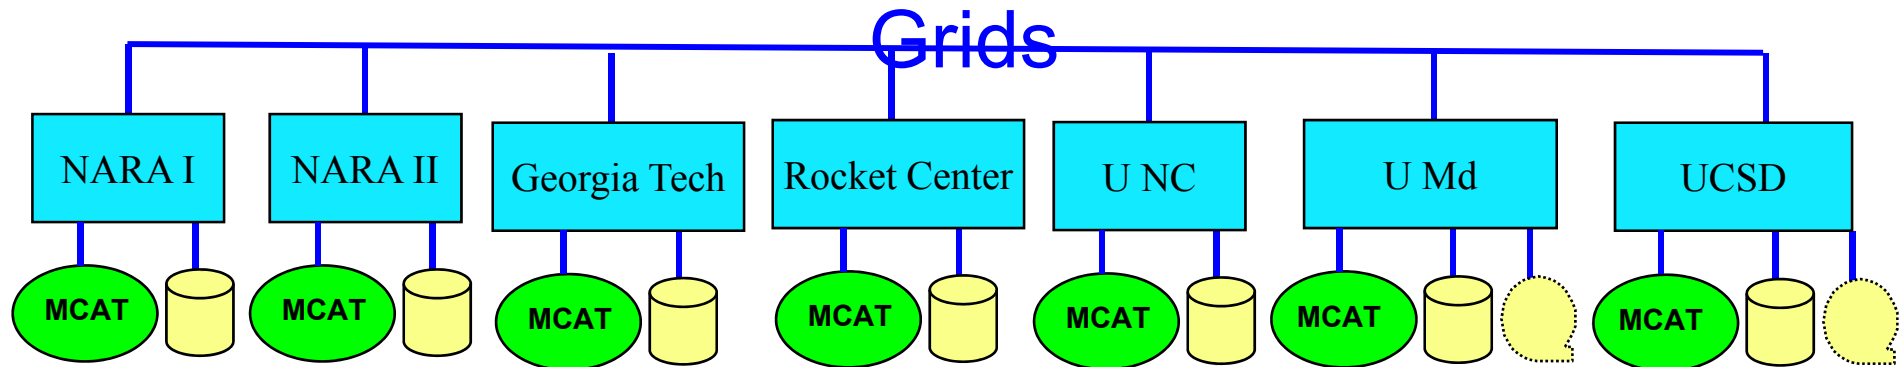 Grids
NARA I
NARA II
Georgia Tech
Rocket Center
U NC
U Md
UCSD
MCAT
MCAT
MCAT
MCAT
MCAT
MCAT
MCAT